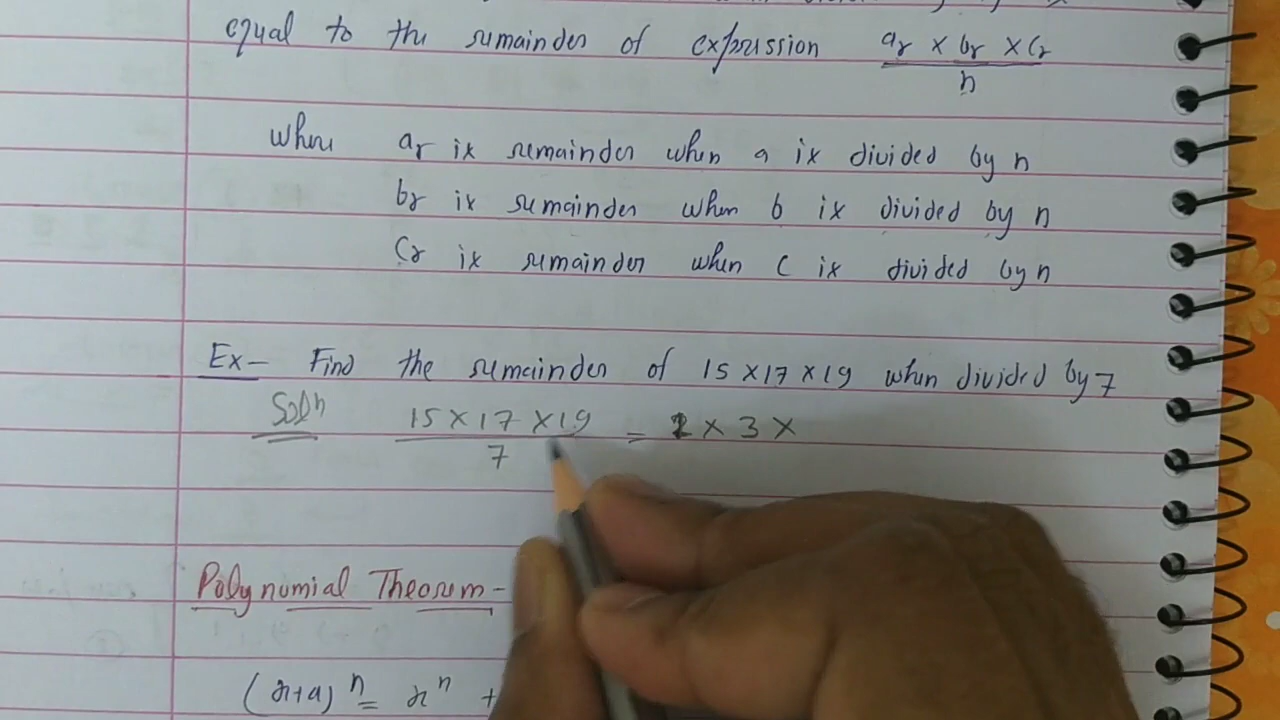 equal to the remainder of expression ar × br × cr
n
When ar is remainder when a is divided by n
br is remainder when b is divided by n
Cr is remainder when C is divided by n
Ex- Find the remainder of 15×17×19 when divided by 7
Solⁿ 15×17×19 = 1 × 3 ×
7
Polynomial Theorem-
(x+a)ⁿ = xⁿ +